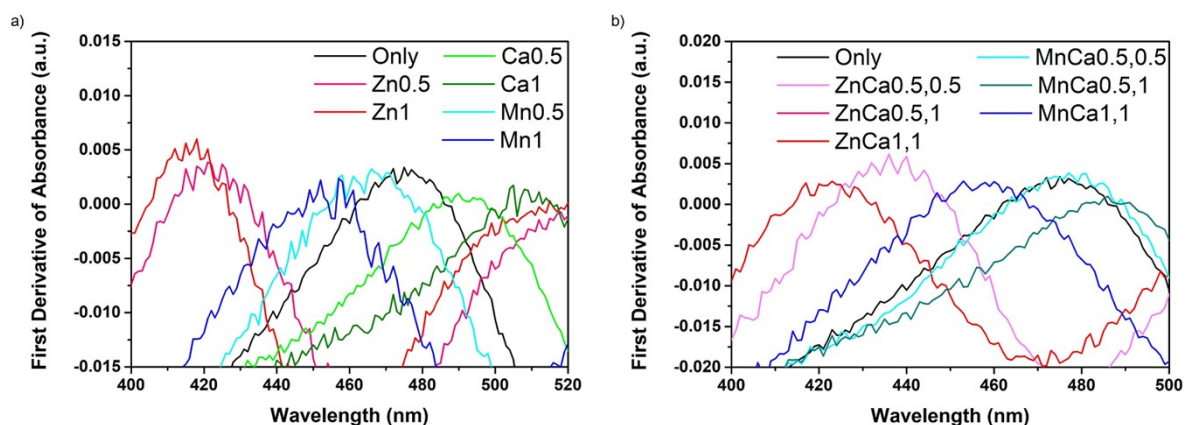 a)
First Derivative of Absorbance (a.u.)
0.015
0.010
0.005
0.000
-0.005
-0.010
-0.015
Only
Zn0.5
Zn1
Ca0.5
Ca1
Mn0.5
Mn1
400 420 440 460 480 500 520
Wavelength (nm)
b)
First Derivative of Absorbance (a.u.)
0.020
0.015
0.010
0.005
0.000
-0.005
-0.010
-0.015
-0.020
Only
ZnCa0.5,0.5
ZnCa0.5,1
ZnCa1,1
MnCa0.5,0.5
MnCa0.5,1
MnCa1,1
400 420 440 460 480 500
Wavelength (nm)